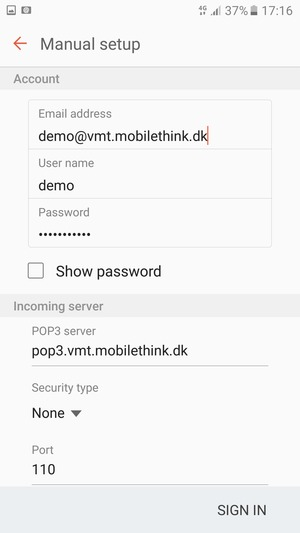 4G 37% 17:16
Manual setup
Account
Email address
demo@vmt.mobilethink.dk
User name
demo
Password
•••••••••••
Show password
Incoming server
POP3 server
pop3.vmt.mobilethink.dk
Security type
None
Port
110
SIGN IN